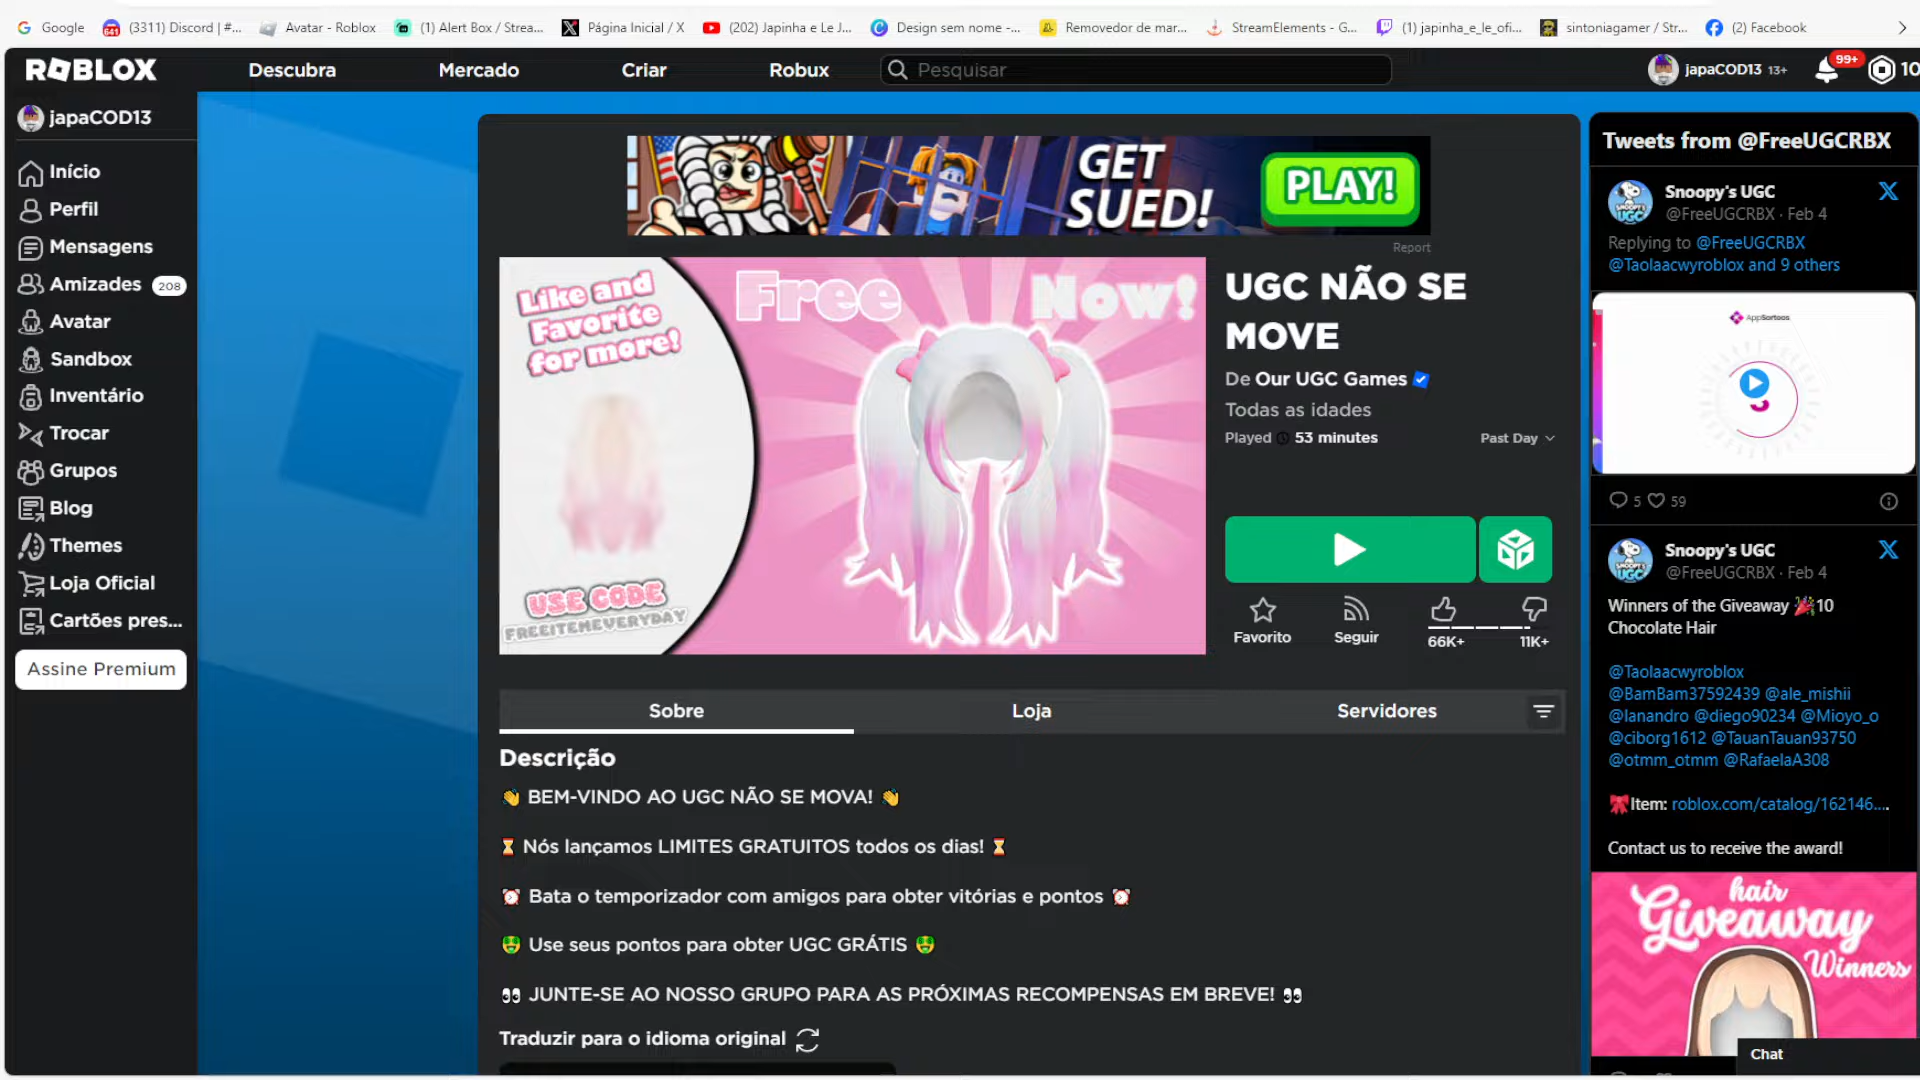 Google
(3311) Discord | #...
Avatar - Roblox
(1) Alert Box / Strea...
Página Inicial / X
(202) Japinha e Le J...
Design sem nome -...
Removedor de mar...
StreamElements - G...
(1) japinha_e_le_ofi...
sintoniagamer / Str...
(2) Facebook
ROBLOX
Descubra
Mercado
Criar
Robux
Pesquisar
japaCOD13 13+
99+
10
japaCOD13
Início
Perfil
Mensagens
Amizades 208
Avatar
Sandbox
Inventário
Trocar
Grupos
Blog
Themes
Loja Oficial
Cartões pres...
Assine Premium
GET
SUED!
PLAY!
Report
Like and
Favorite
for more!
Free Now!
USE CODE
FREEITEMEVERYDAY
UGC NÃO SE
MOVE
De Our UGC Games
Todas as idades
Played 53 minutes
Past Day
Favorito
Seguir
66K+
11K+
Sobre
Loja
Servidores
Descrição
👋 BEM-VINDO AO UGC NÃO SE MOVA! 👋
⏳ Nós lançamos LIMITES GRATUITOS todos os dias! ⏳
⏰ Bata o temporizador com amigos para obter vitórias e pontos ⏰
🤑 Use seus pontos para obter UGC GRÁTIS 🤑
👀 JUNTE-SE AO NOSSO GRUPO PARA AS PRÓXIMAS RECOMPENSAS EM BREVE! 👀
Traduzir para o idioma original
Tweets from @FreeUGCRBX
Snoopy's UGC
@FreeUGCRBX · Feb 4
Replying to @FreeUGCRBX
@Taolaacwyroblox and 9 others
AppSorteos
5 59
Snoopy's UGC
@FreeUGCRBX · Feb 4
Winners of the Giveaway 🎉10
Chocolate Hair
@Taolaacwyroblox
@BamBam37592439 @ale_mishii
@lanandro @diego90234 @Mioyo_o
@ciborg1612 @TauanTauan93750
@otmm_otmm @RafaelaA308
🎀Item: roblox.com/catalog/162146...
Contact us to receive the award!
hair
Giveaway
Winners
Chat